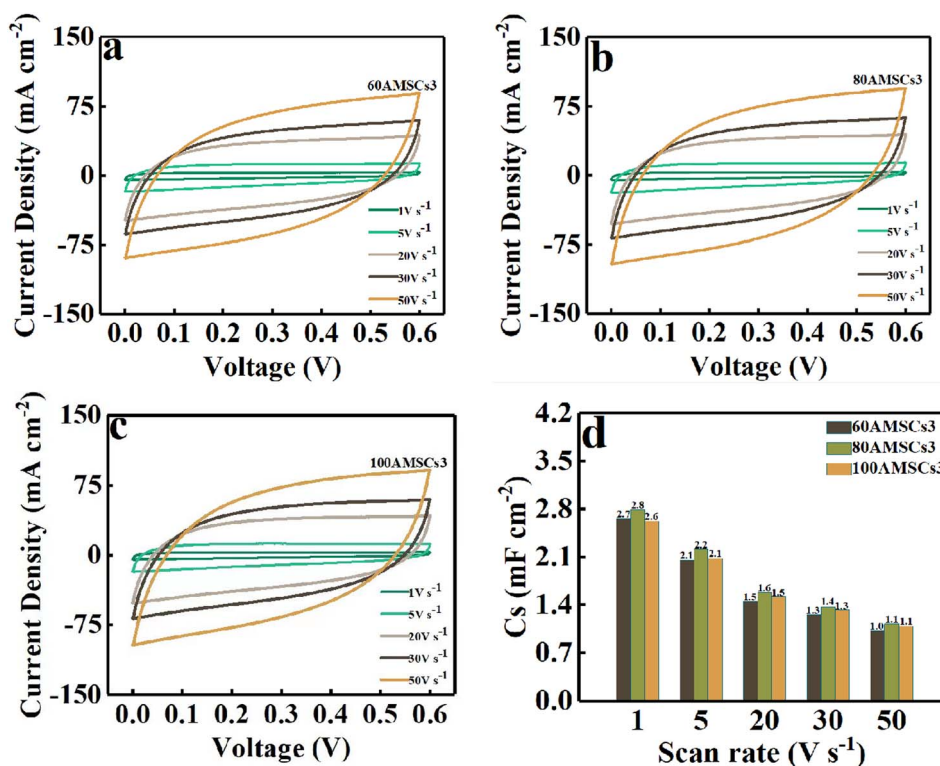 a
60AMSCs3
150
75
0
-75
-150
Current Density (mA cm⁻²)
1V s⁻¹
5V s⁻¹
20V s⁻¹
30V s⁻¹
50V s⁻¹
0.0 0.1 0.2 0.3 0.4 0.5 0.6
Voltage (V)
b
80AMSCs3
150
75
0
-75
-150
Current Density (mA cm⁻²)
1V s⁻¹
5V s⁻¹
20V s⁻¹
30V s⁻¹
50V s⁻¹
0.0 0.1 0.2 0.3 0.4 0.5 0.6
Voltage (V)
c
100AMSCs3
150
75
0
-75
-150
Current Density (mA cm⁻²)
1V s⁻¹
5V s⁻¹
20V s⁻¹
30V s⁻¹
50V s⁻¹
0.0 0.1 0.2 0.3 0.4 0.5 0.6
Voltage (V)
d
60AMSCs3
80AMSCs3
100AMSCs3
4.2
3.5
2.8
2.1
1.4
0.7
0.0
Cs (mF cm⁻²)
2.7 2.8 2.6
2.1 2.2 2.1
1.5 1.6 1.5
1.3 1.4 1.3
1.0 1.1 1.1
1 5 20 30 50
Scan rate (V s⁻¹)